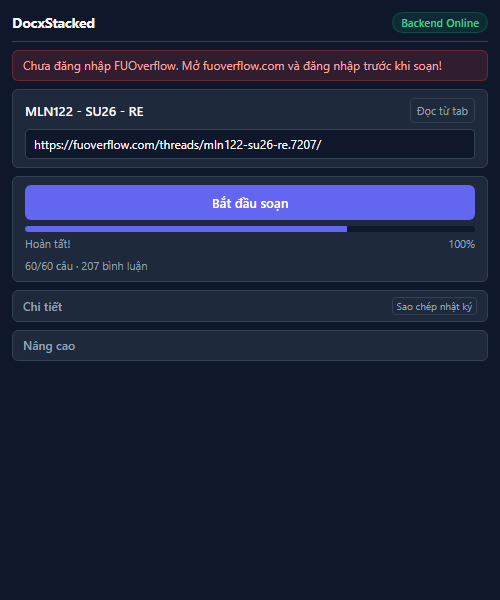 DocxStacked
Backend Online
Chưa đăng nhập FUOverflow. Mở fuoverflow.com và đăng nhập trước khi soạn!
MLN122 - SU26 - RE
Đọc từ tab
https://fuoverflow.com/threads/mln122-su26-re.7207/
Bắt đầu soạn
Hoàn tất!
100%
60/60 câu · 207 bình luận
Chi tiết
Sao chép nhật ký
Nâng cao